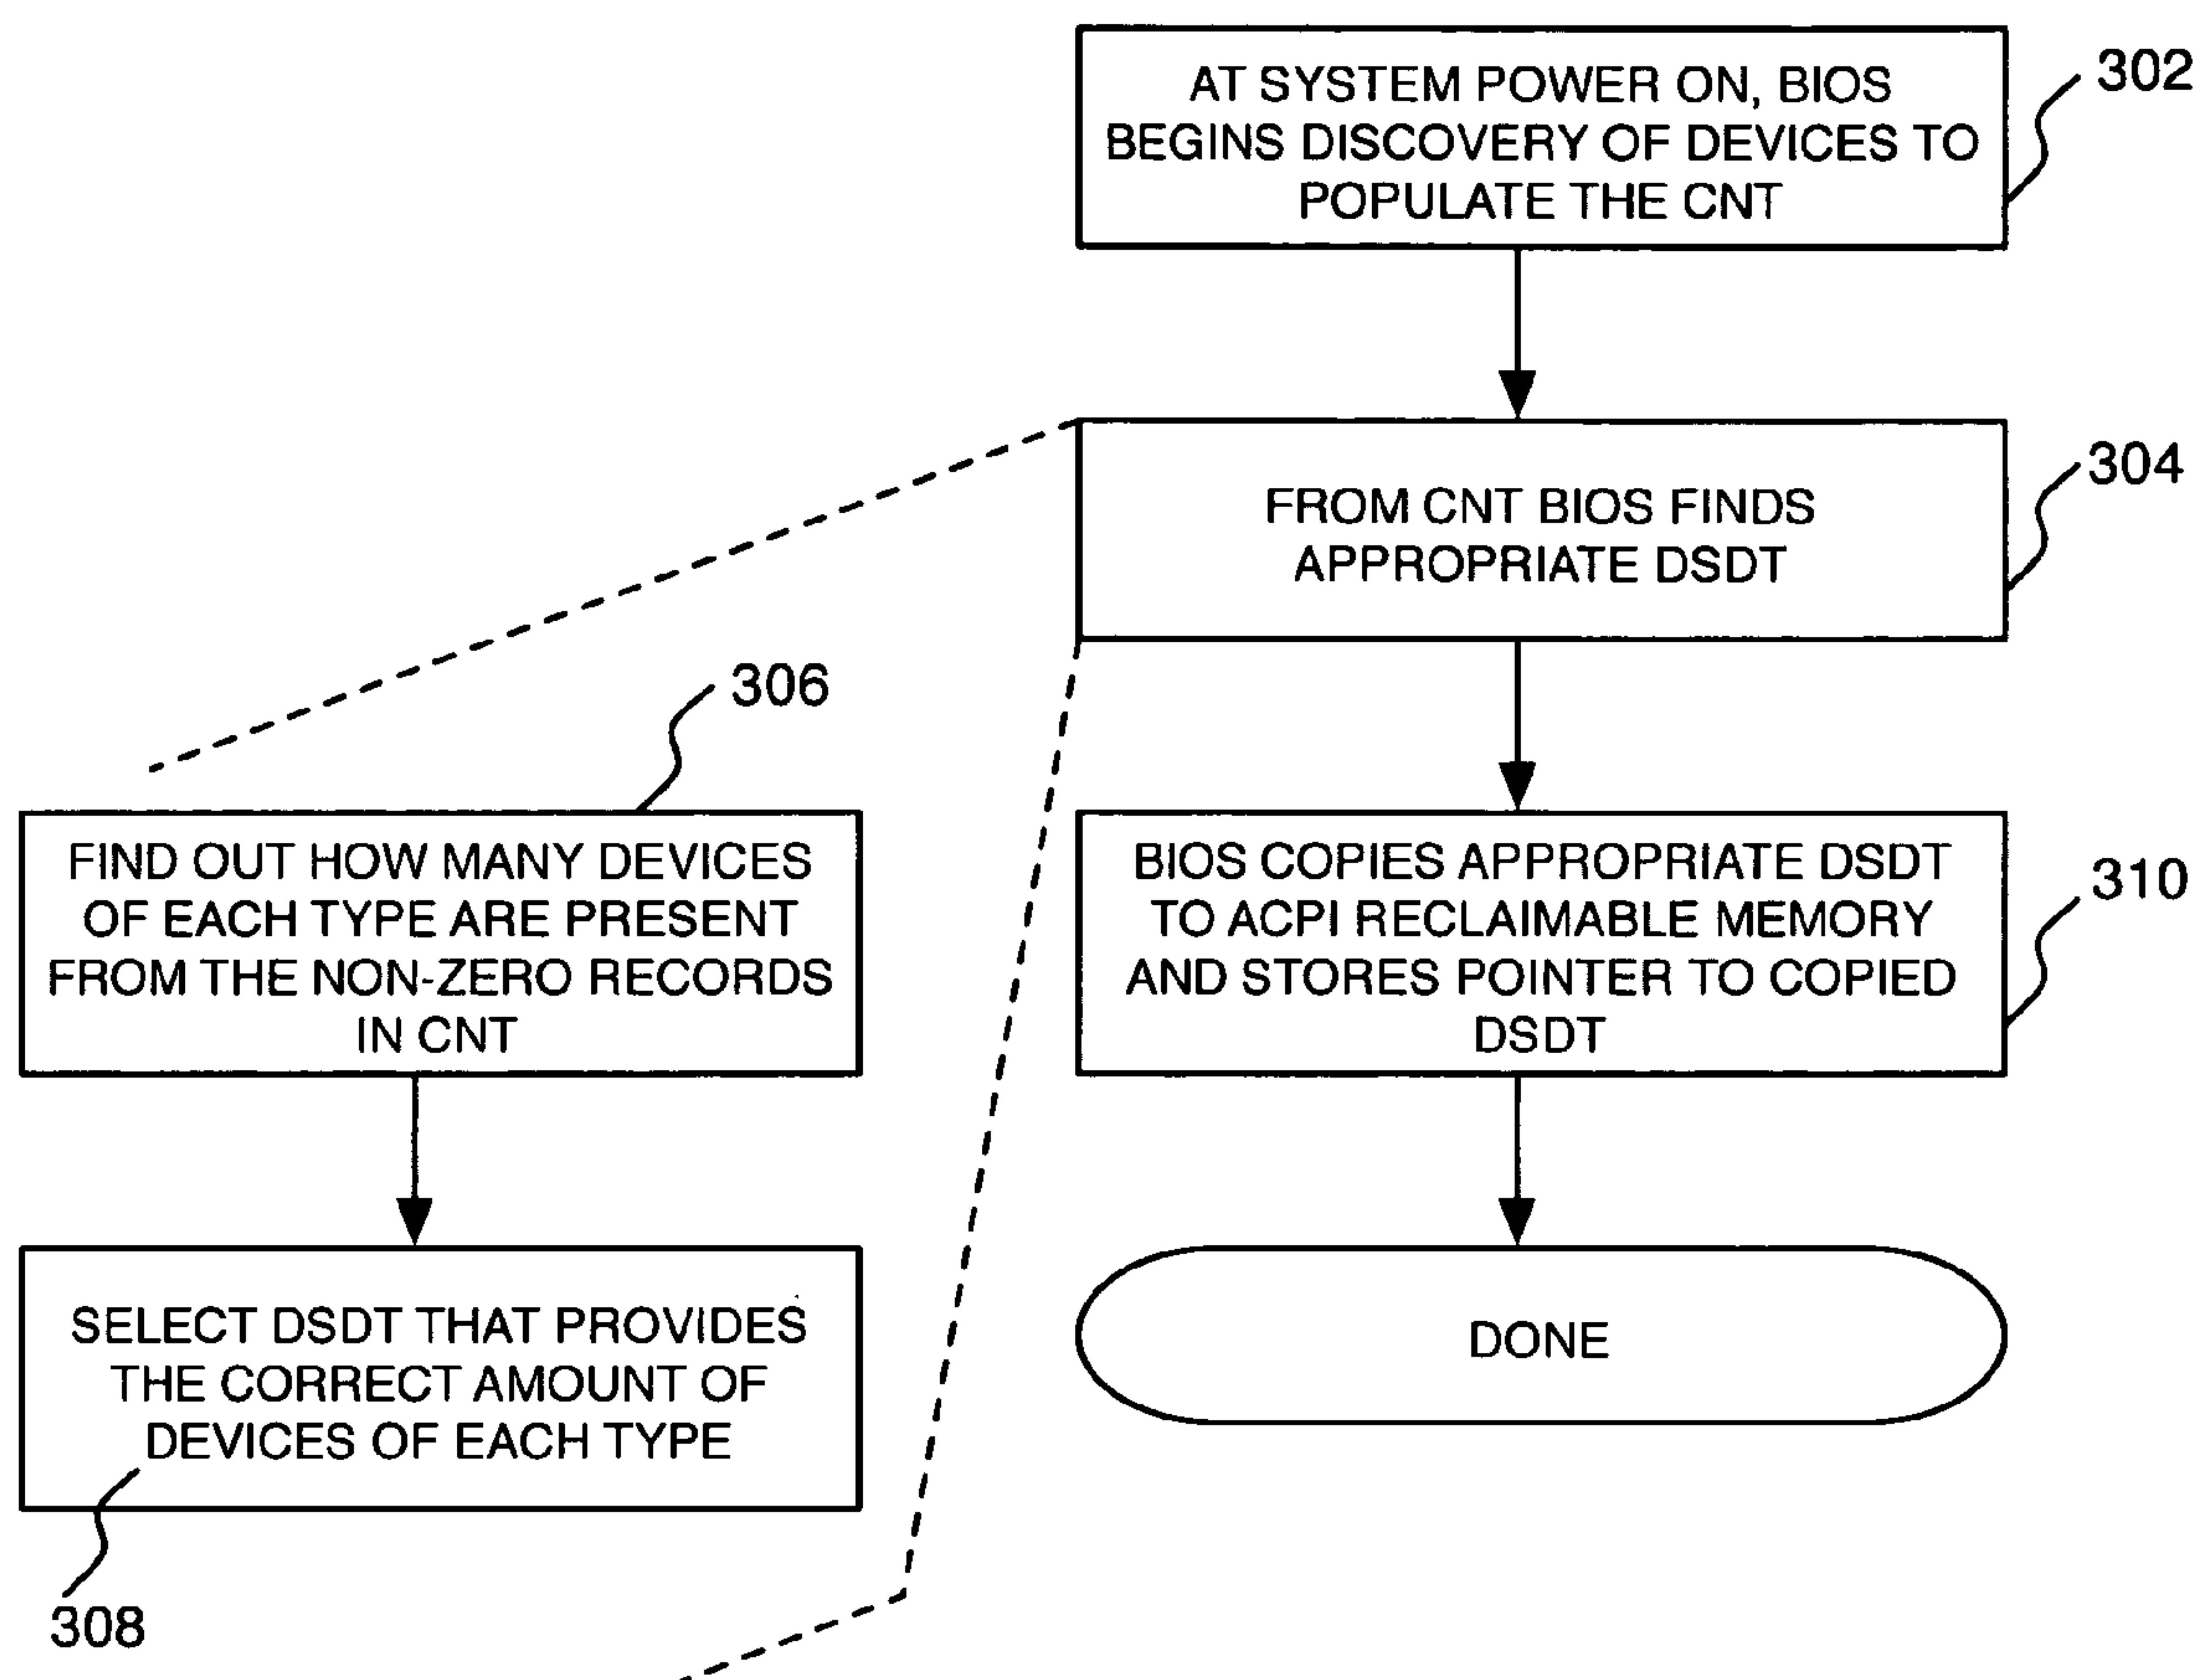 AT SYSTEM POWER ON, BIOS
BEGINS DISCOVERY OF DEVICES TO
POPULATE THE CNT
302
FROM CNT BIOS FINDS
APPROPRIATE DSDT
304
306
FIND OUT HOW MANY DEVICES
OF EACH TYPE ARE PRESENT
FROM THE NON-ZERO RECORDS
IN CNT
SELECT DSDT THAT PROVIDES
THE CORRECT AMOUNT OF
DEVICES OF EACH TYPE
308
BIOS COPIES APPROPRIATE DSDT
TO ACPI RECLAIMABLE MEMORY
AND STORES POINTER TO COPIED
DSDT
310
DONE